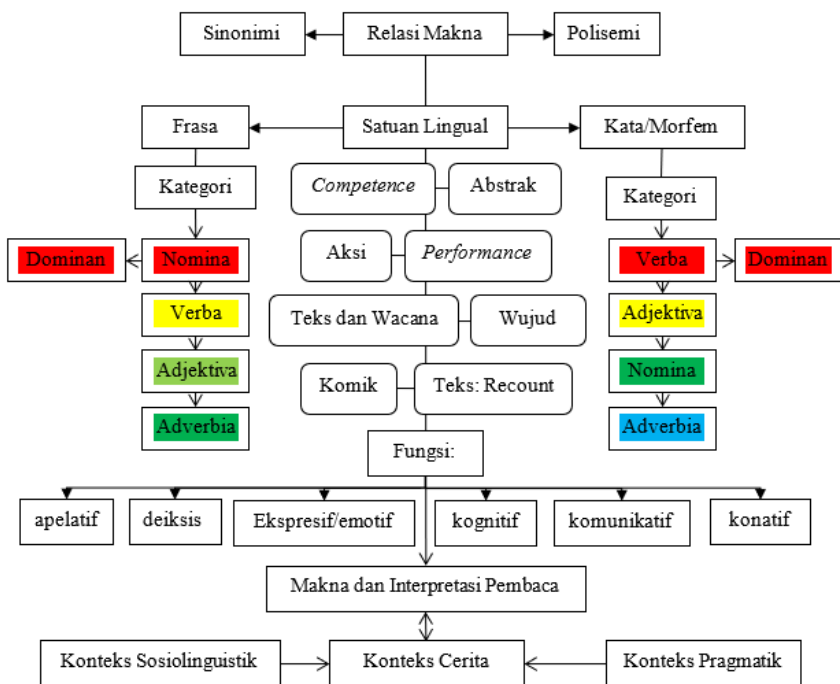 Sinonimi
Relasi Makna
Polisemi
Frasa
Satuan Lingual
Kata/Morfem
Kategori
Competence
Abstrak
Kategori
Aksi
Performance
Dominan
Nomina
Verba
Dominan
Verba
Teks dan Wacana
Wujud
Adjektiva
Adjektiva
Komik
Teks: Recount
Nomina
Adverbia
Adverbia
Fungsi:
apelatif
deiksis
Ekspresif/emotif
kognitif
komunikatif
konatif
Makna dan Interpretasi Pembaca
Konteks Sosiolinguistik
Konteks Cerita
Konteks Pragmatik